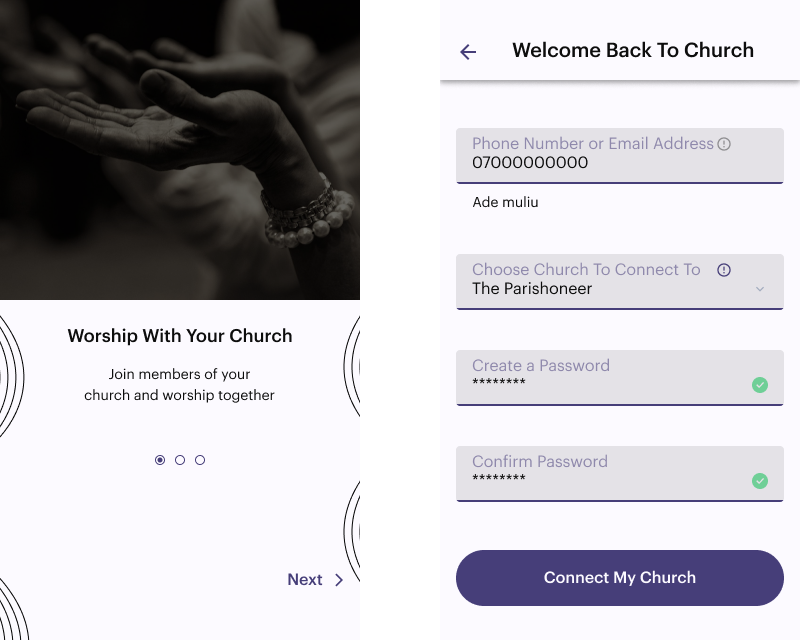 Worship With Your Church
Join members of your
church and worship together
Next
Welcome Back To Church
Phone Number or Email Address
07000000000
Ade muliu
Choose Church To Connect To
The Parishoneer
Create a Password
********
Confirm Password
********
Connect My Church